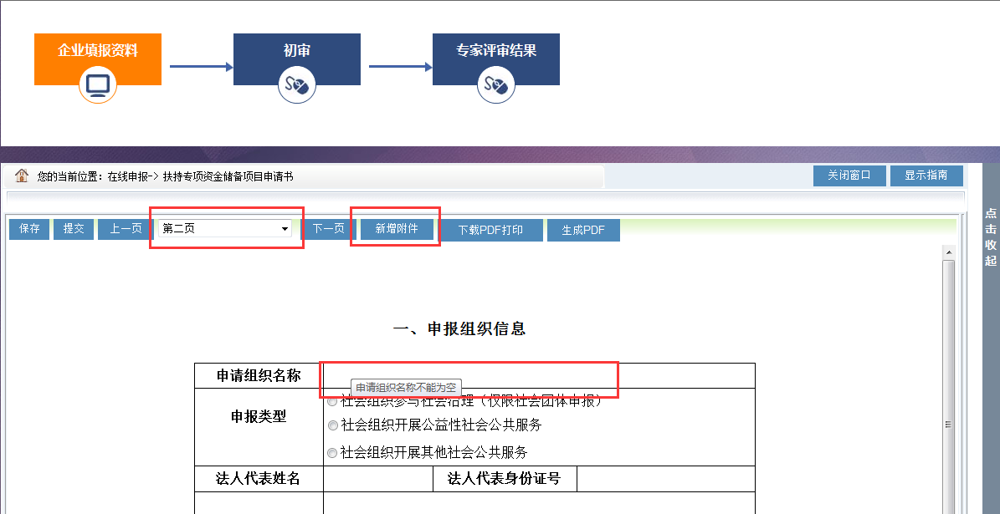 企业填报资料
初审
专家评审结果
您的当前位置：在线申报-> 扶持专项资金储备项目申请书
关闭窗口
显示指南
保存
提交
上一页
第二页
下一页
新增附件
下载PDF打印
生成PDF
点击收起
一、申报组织信息
申请组织名称
申请组织名称不能为空
申报类型
社会组织参与社会治理（仅限社会团体申报）
社会组织开展公益性社会公共服务
社会组织开展其他社会公共服务
法人代表姓名
法人代表身份证号